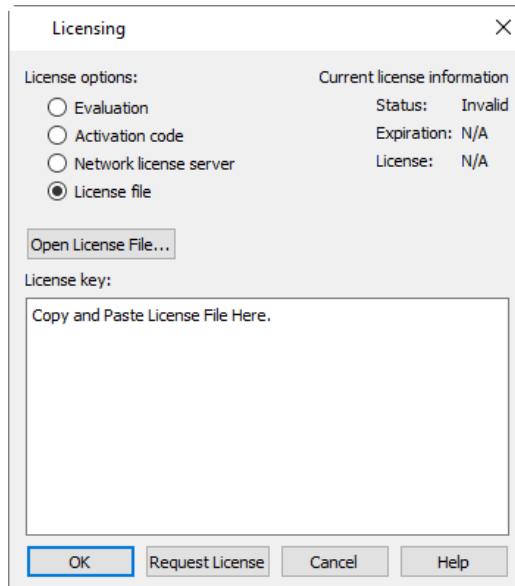 Licensing
License options:
Evaluation
Activation code
Network license server
License file
Current license information
Status: Invalid
Expiration: N/A
License: N/A
Open License File...
License key:
Copy and Paste License File Here.
OK
Request License
Cancel
Help